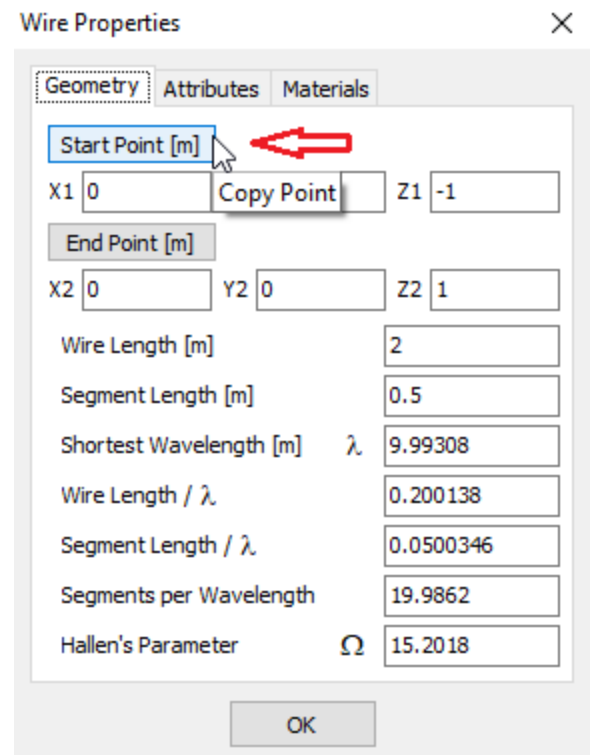 Wire Properties
Geometry Attributes Materials
Start Point [m]
X1 0 Copy Point Z1 -1
End Point [m]
X2 0 Y2 0 Z2 1
Wire Length [m] 2
Segment Length [m] 0.5
Shortest Wavelength [m] λ 9.99308
Wire Length / λ 0.200138
Segment Length / λ 0.0500346
Segments per Wavelength 19.9862
Hallen's Parameter Ω 15.2018
OK